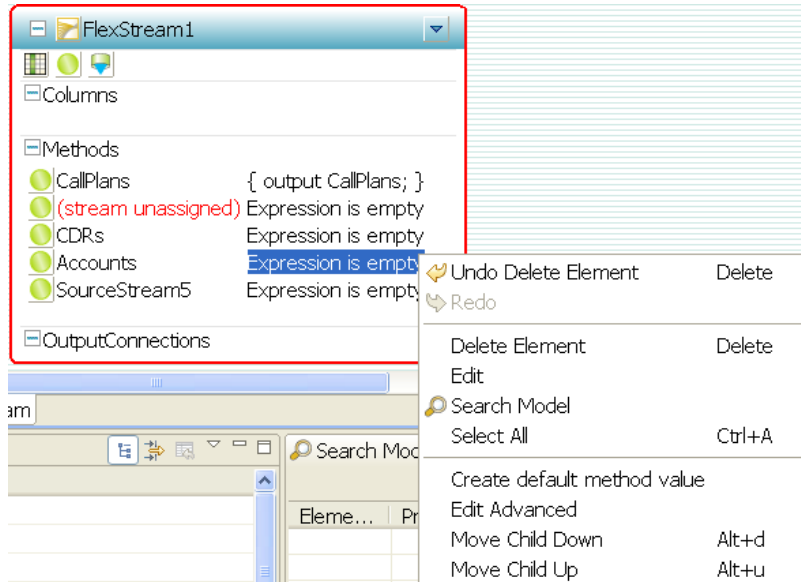 FlexStream1
Columns
Methods
CallPlans { output CallPlans; }
(stream unassigned) Expression is empty
CDRs Expression is empty
Accounts Expression is empty
SourceStream5 Expression is empty
OutputConnections
Undo Delete Element Delete
Redo
Delete Element Delete
Edit
Search Model
Select All Ctrl+A
Create default method value
Edit Advanced
Move Child Down Alt+d
Move Child Up Alt+u
am
Search Moc
Eleme... Pr